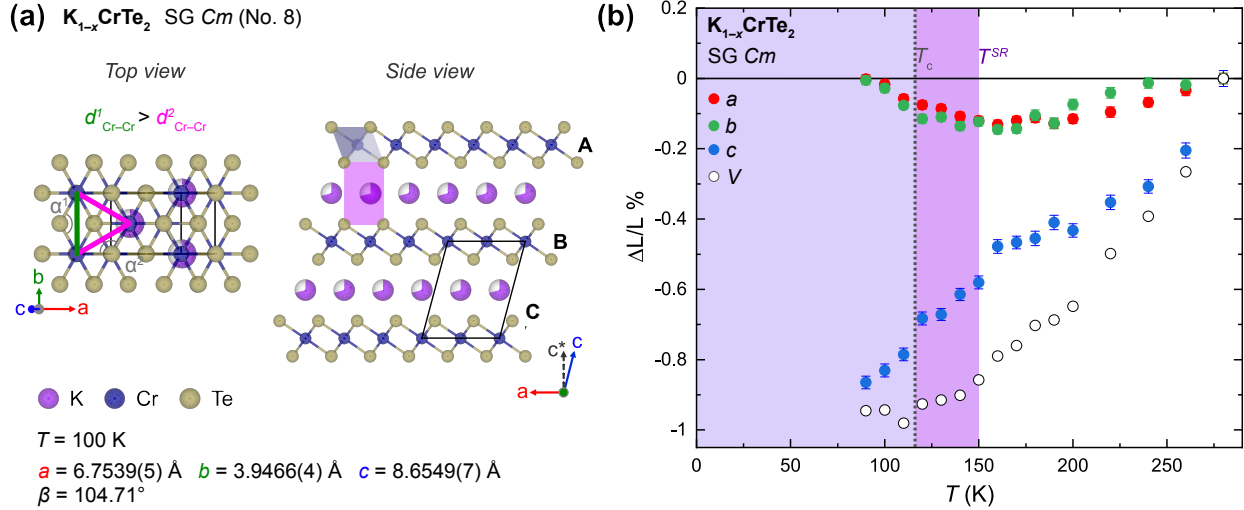 (a) K₁₋ₓCrTe₂ SG Cm (No. 8)
Top view
Side view
d¹Cr–Cr > d²Cr–Cr
α¹
α²
b
c
a
A
B
C
c*
c
a
K
Cr
Te
T = 100 K
a = 6.7539(5) Å b = 3.9466(4) Å c = 8.6549(7) Å
β = 104.71°
(b)
K₁₋ₓCrTe₂
SG Cm
Tc
Tˢᴿ
a
b
c
V
0.2
0
-0.2
-0.4
-0.6
-0.8
-1
ΔL/L %
0
50
100
150
200
250
T (K)